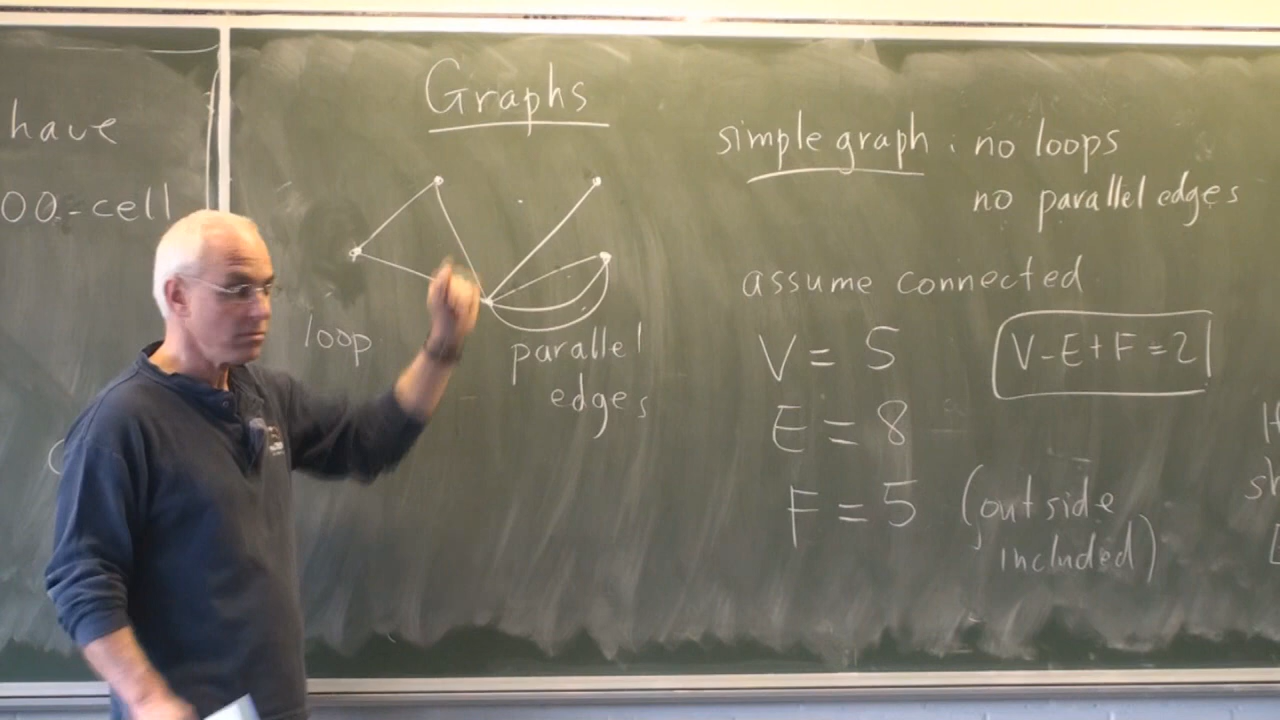 have
00-cell
Graphs
loop
parallel
edges
simple graph. no loops
no parallel edges
assume connected
V = 5
V-E+F=2
E = 8
F = 5 (outside
included)